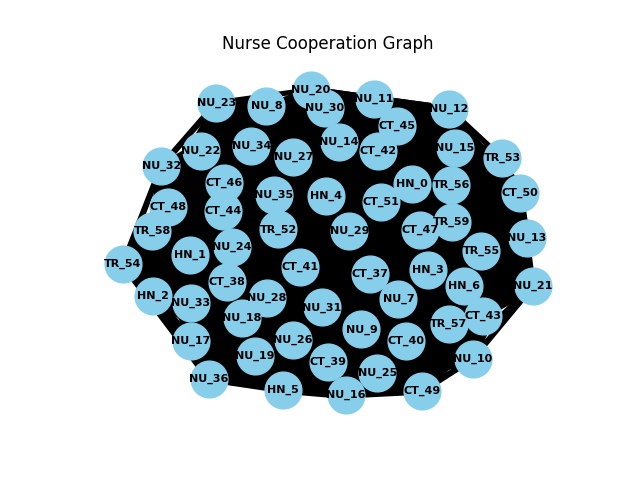 Nurse Cooperation Graph
NU_20
NU_11
NU_23
NU_8
NU_30
NU_12
CT_45
NU_14
NU_34
NU_15
NU_22
CT_42
NU_27
TR_53
NU_32
CT_46
HN_0
TR_56
CT_50
NU_35
HN_4
CT_51
CT_48
CT_44
TR_59
TR_58
TR_52
NU_29
CT_47
NU_13
NU_24
TR_55
HN_1
TR_54
CT_41
HN_3
CT_37
CT_38
HN_6
NU_21
HN_2
NU_28
NU_7
NU_33
NU_31
CT_43
NU_18
TR_57
NU_9
NU_17
NU_26
CT_40
NU_19
NU_10
CT_39
NU_25
NU_36
HN_5
CT_49
NU_16